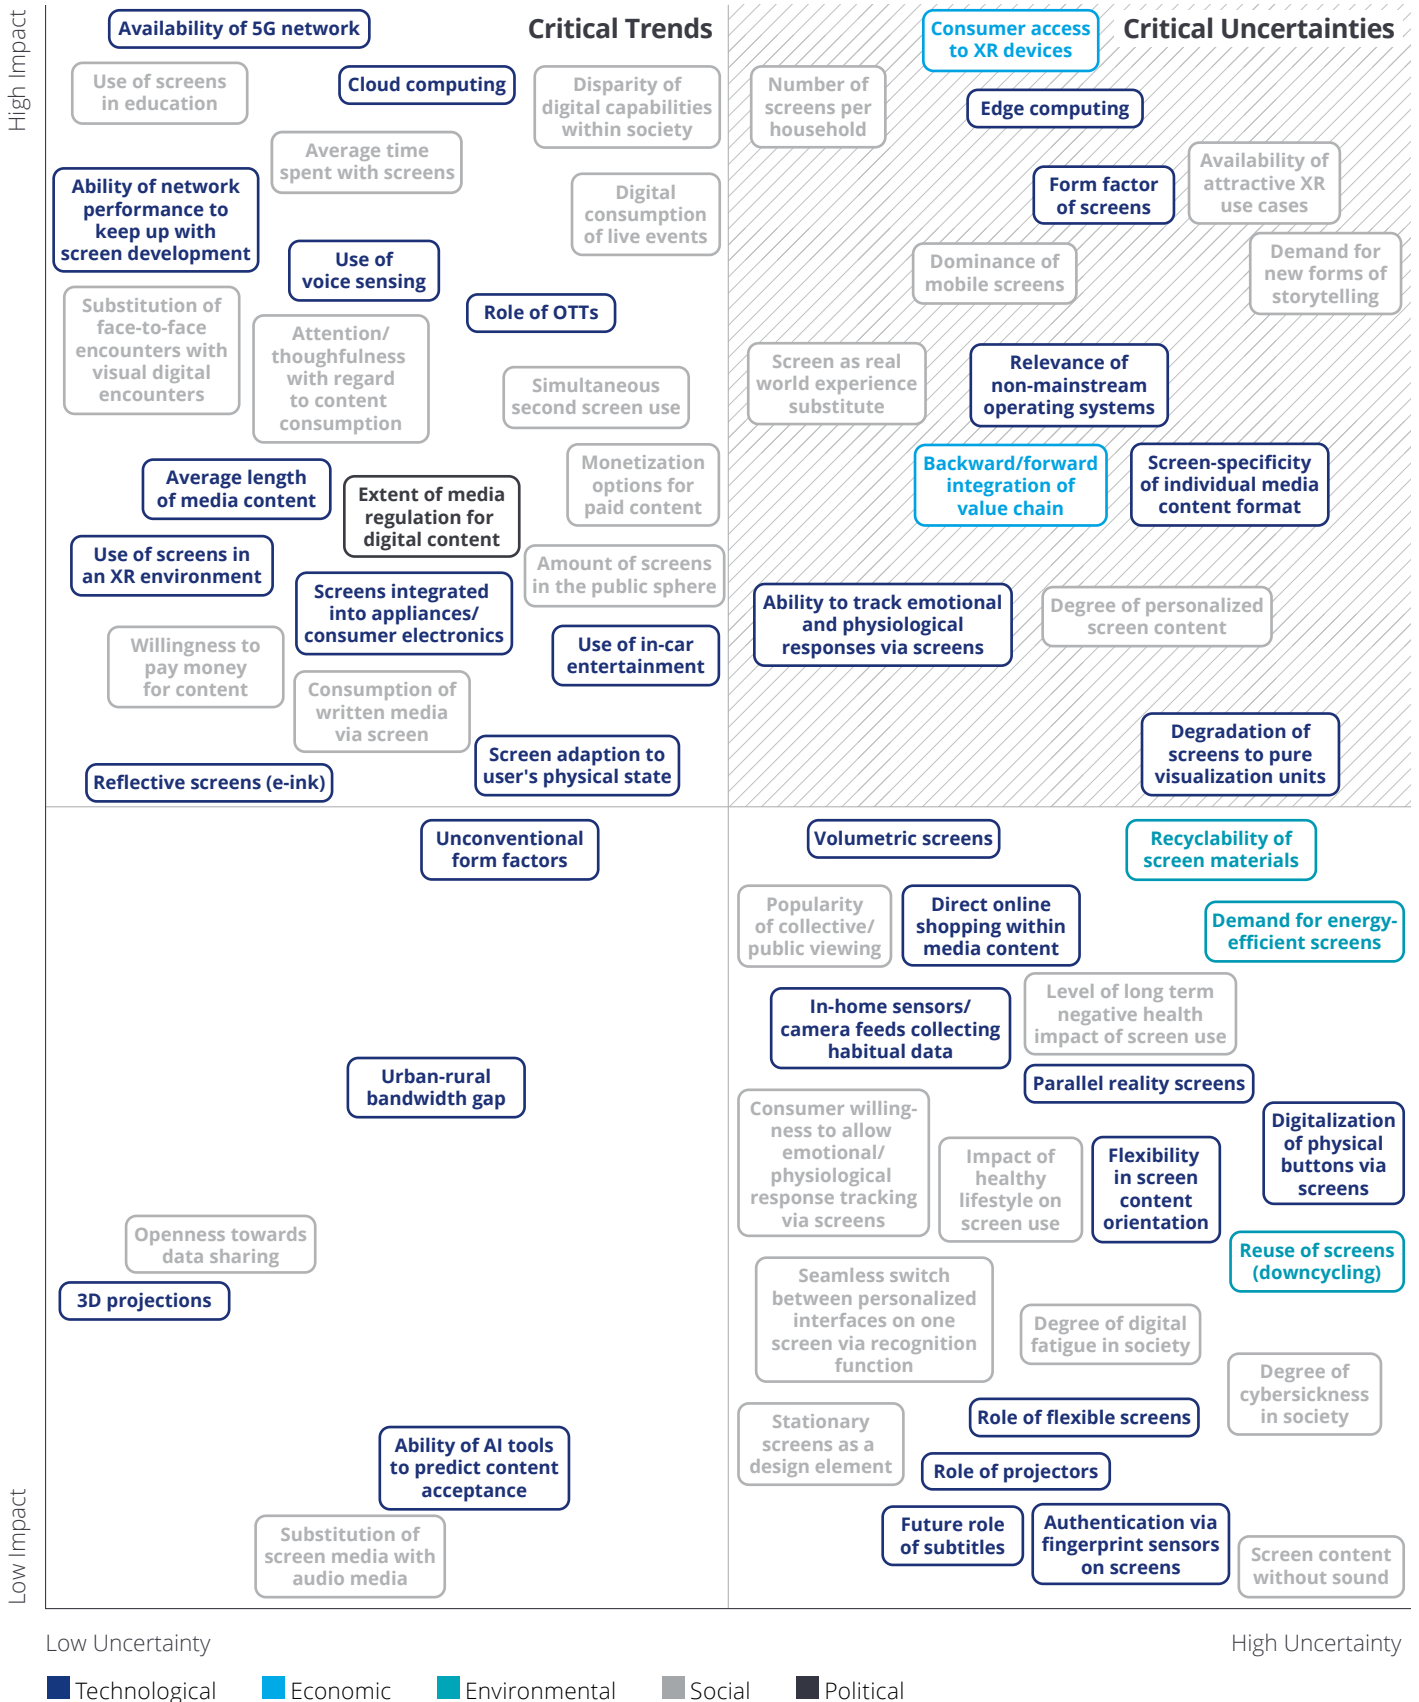 High Impact
Low Impact
Critical Trends
Availability of 5G network
Use of screens
in education
Cloud computing
Disparity of
digital capabilities
within society
Average time
spent with screens
Ability of network
performance to
keep up with
screen development
Digital
consumption
of live events
Use of
voice sensing
Role of OTTs
Substitution of
face-to-face
encounters with
visual digital
encounters
Attention/
thoughfulness
with regard
to content
consumption
Simultaneous
second screen use
Average length
of media content
Extent of media
regulation for
digital content
Monetization
options for
paid content
Use of screens in
an XR environment
Amount of screens
in the public sphere
Screens integrated
into appliances/
consumer electronics
Use of in-car
entertainment
Willingness to
pay money
for content
Consumption of
written media
via screen
Screen adaption to
user's physical state
Reflective screens (e-ink)
Critical Uncertainties
Consumer access
to XR devices
Number of
screens per
household
Edge computing
Availability of
attractive XR
use cases
Form factor
of screens
Dominance of
mobile screens
Demand for
new forms of
storytelling
Screen as real
world experience
substitute
Relevance of
non-mainstream
operating systems
Backward/forward
integration of
value chain
Screen-specificity
of individual media
content format
Ability to track emotional
and physiological
responses via screens
Degree of personalized
screen content
Degradation of
screens to pure
visualization units
Unconventional
form factors
Urban-rural
bandwidth gap
Openness towards
data sharing
3D projections
Ability of AI tools
to predict content
acceptance
Substitution of
screen media with
audio media
Volumetric screens
Recyclability of
screen materials
Popularity
of collective/
public viewing
Direct online
shopping within
media content
Demand for energy-
efficient screens
In-home sensors/
camera feeds collecting
habitual data
Level of long term
negative health
impact of screen use
Parallel reality screens
Consumer willing-
ness to allow
emotional/
physiological
response tracking
via screens
Impact of
healthy
lifestyle on
screen use
Flexibility
in screen
content
orientation
Digitalization
of physical
buttons via
screens
Reuse of screens
(downcycling)
Seamless switch
between personalized
interfaces on one
screen via recognition
function
Degree of digital
fatigue in society
Degree of
cybersickness
in society
Stationary
screens as a
design element
Role of flexible screens
Role of projectors
Future role
of subtitles
Authentication via
fingerprint sensors
on screens
Screen content
without sound
Low Uncertainty
High Uncertainty
Technological
Economic
Environmental
Social
Political